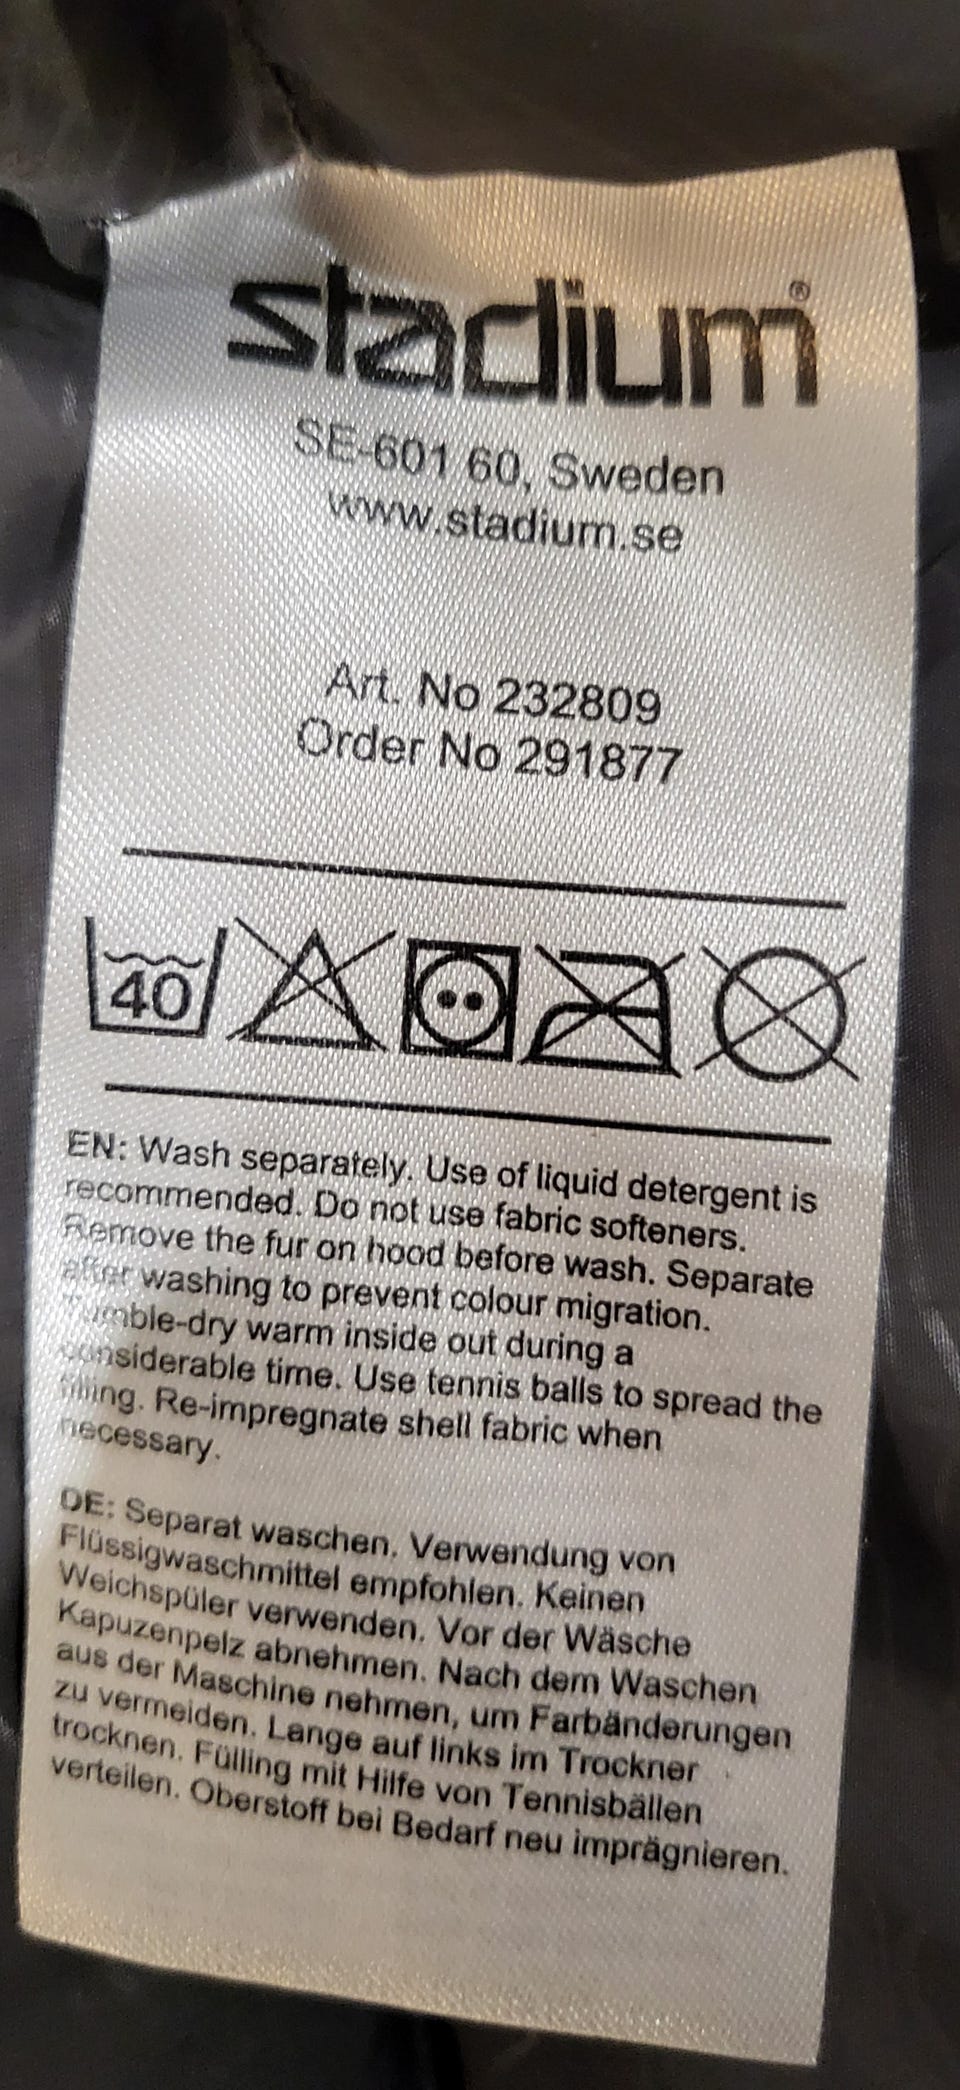 stadium®
SE-601 60, Sweden
www.stadium.se
Art. No 232809
Order No 291877
40
EN: Wash separately. Use of liquid detergent is
recommended. Do not use fabric softeners.
Remove the fur on hood before wash. Separate
after washing to prevent colour migration.
Tumble-dry warm inside out during a
considerable time. Use tennis balls to spread the
filling. Re-impregnate shell fabric when
necessary.
DE: Separat waschen. Verwendung von
Flüssigwaschmittel empfohlen. Keinen
Weichspüler verwenden. Vor der Wäsche
Kapuzenpelz abnehmen. Nach dem Waschen
aus der Maschine nehmen, um Farbänderungen
zu vermeiden. Lange auf links im Trockner
trocknen. Fülling mit Hilfe von Tennisbällen
verteilen. Oberstoff bei Bedarf neu imprägnieren.